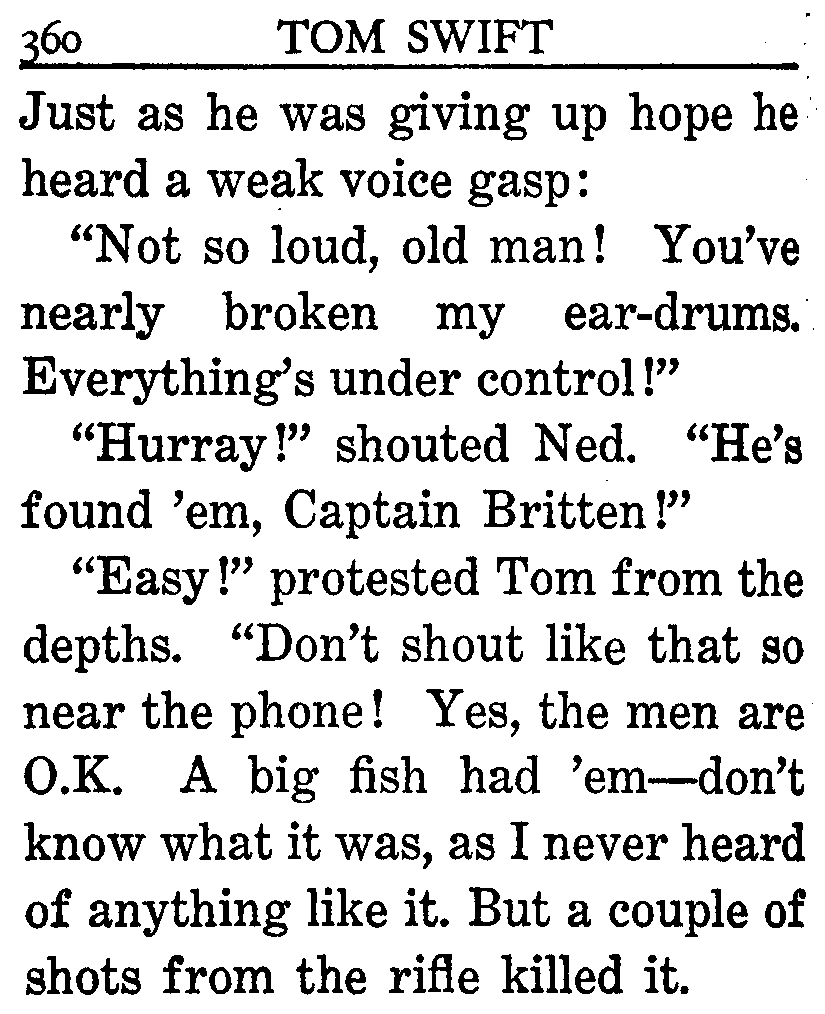 360 TOM SWIFT
Just as he was giving up hope he
heard a weak voice gasp:
“Not so loud, old man! You’ve
nearly broken my ear-drums.
Everything’s under control!”
“Hurray!” shouted Ned. “He’s
found ’em, Captain Britten!”
“Easy!” protested Tom from the
depths. “Don’t shout like that so
near the phone! Yes, the men are
O.K. A big fish had ’em—don’t
know what it was, as I never heard
of anything like it. But a couple of
shots from the rifle killed it.